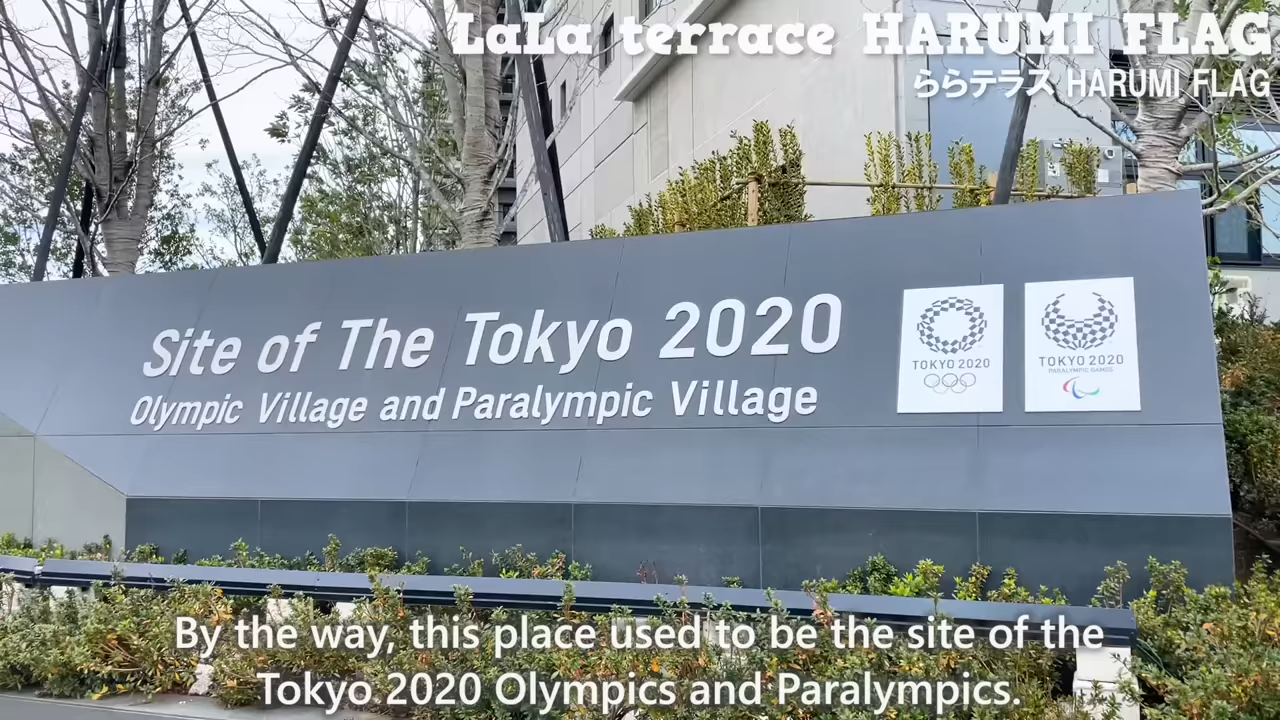 LaLa terrace HARUMI FLAG
ららテラス HARUMI FLAG
Site of The Tokyo 2020
Olympic Village and Paralympic Village
TOKYO 2020
TOKYO 2020
PARALYMPIC GAMES
By the way, this place used to be the site of the
Tokyo 2020 Olympics and Paralympics.